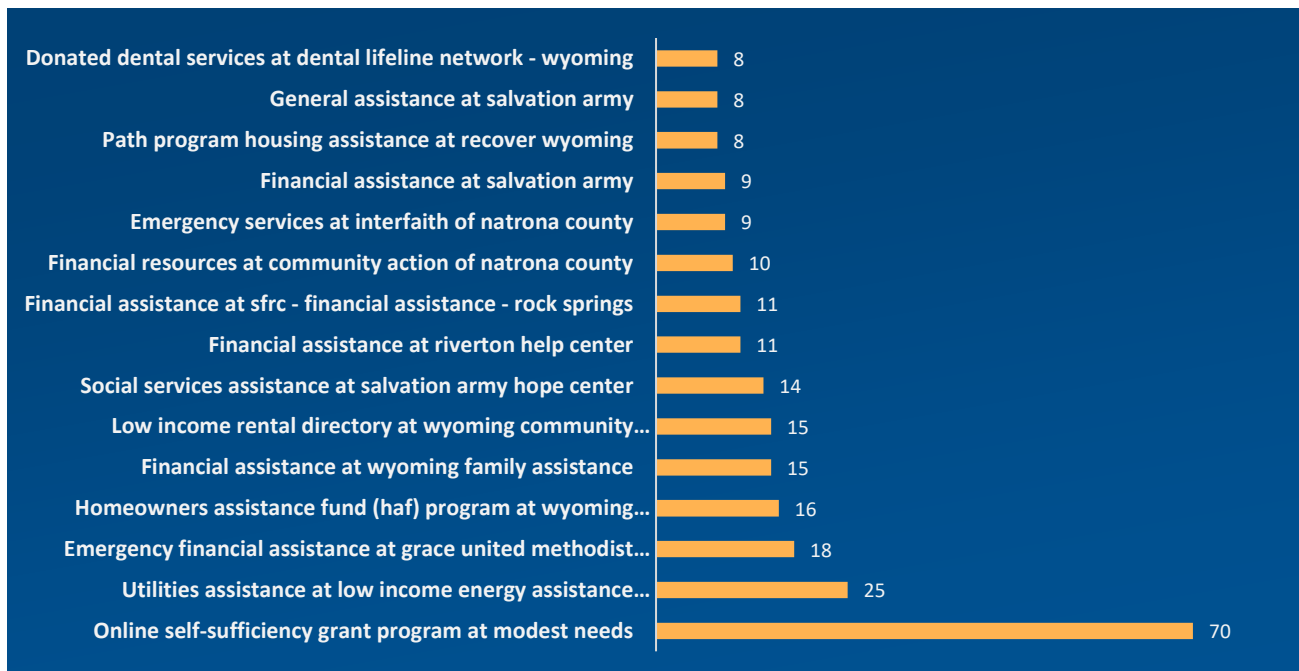 Donated dental services at dental lifeline network - wyoming 8
General assistance at salvation army 8
Path program housing assistance at recover wyoming 8
Financial assistance at salvation army 9
Emergency services at interfaith of natrona county 9
Financial resources at community action of natrona county 10
Financial assistance at sfrc - financial assistance - rock springs 11
Financial assistance at riverton help center 11
Social services assistance at salvation army hope center 14
Low income rental directory at wyoming community... 15
Financial assistance at wyoming family assistance 15
Homeowners assistance fund (haf) program at wyoming... 16
Emergency financial assistance at grace united methodist... 18
Utilities assistance at low income energy assistance... 25
Online self-sufficiency grant program at modest needs 70